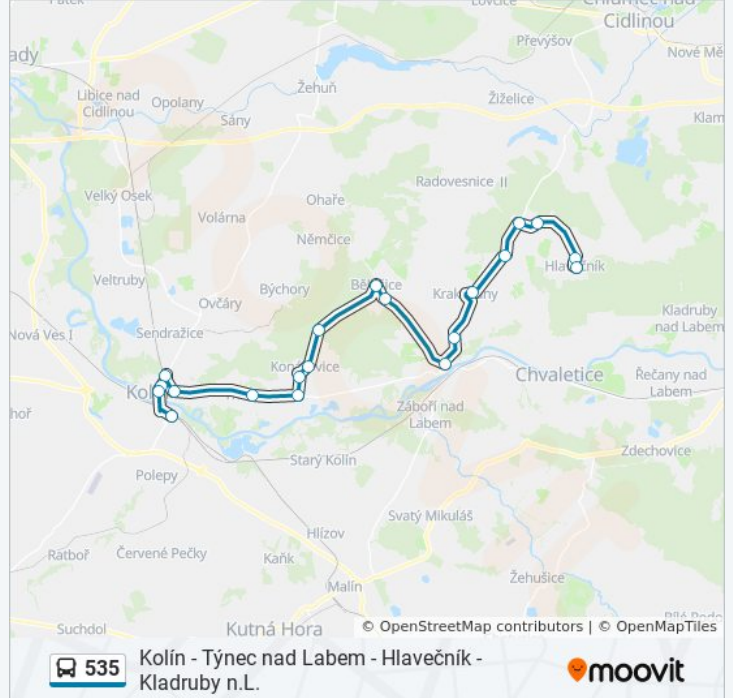 Cidlinou
Převýšov
Nové Mě
ady
Žehuň
Libice nad
Cidlinou
Opolany
Žiželice
Sány
Klam
Radovesnice II
Velký Osek
Ohaře
Volárna
Němčice
Hlavečník
Veltruby
Býchory
Ovčáry
Kladruby
nad Labem
Nová Ves I
Sendražice
Chvaletice
Řečany nad
Labem
hoř
Záboří nad
Labem
Zdechovice
Starý Kolín
Polepy
Svatý Mikuláš
Hlízov
Ratboř
Červené Pečky
Kaňk
Žehušice
Malín
Suchdol
Kutná Hora
© OpenStreetMap contributors | © OpenMapTiles
535
Kolín - Týnec nad Labem - Hlavečník -
Kladruby n.L.
moovit